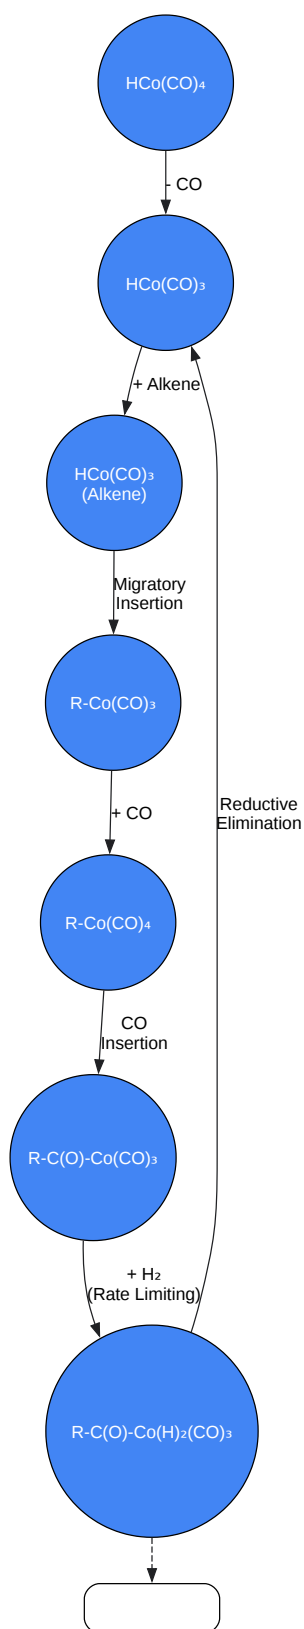 HCo(CO)₄
- CO
HCo(CO)₃
+ Alkene
HCo(CO)₃
(Alkene)
Migratory
Insertion
R-Co(CO)₃
+ CO
R-Co(CO)₄
CO
Insertion
R-C(O)-Co(CO)₃
+ H₂
(Rate Limiting)
R-C(O)-Co(H)₂(CO)₃
Reductive
Elimination